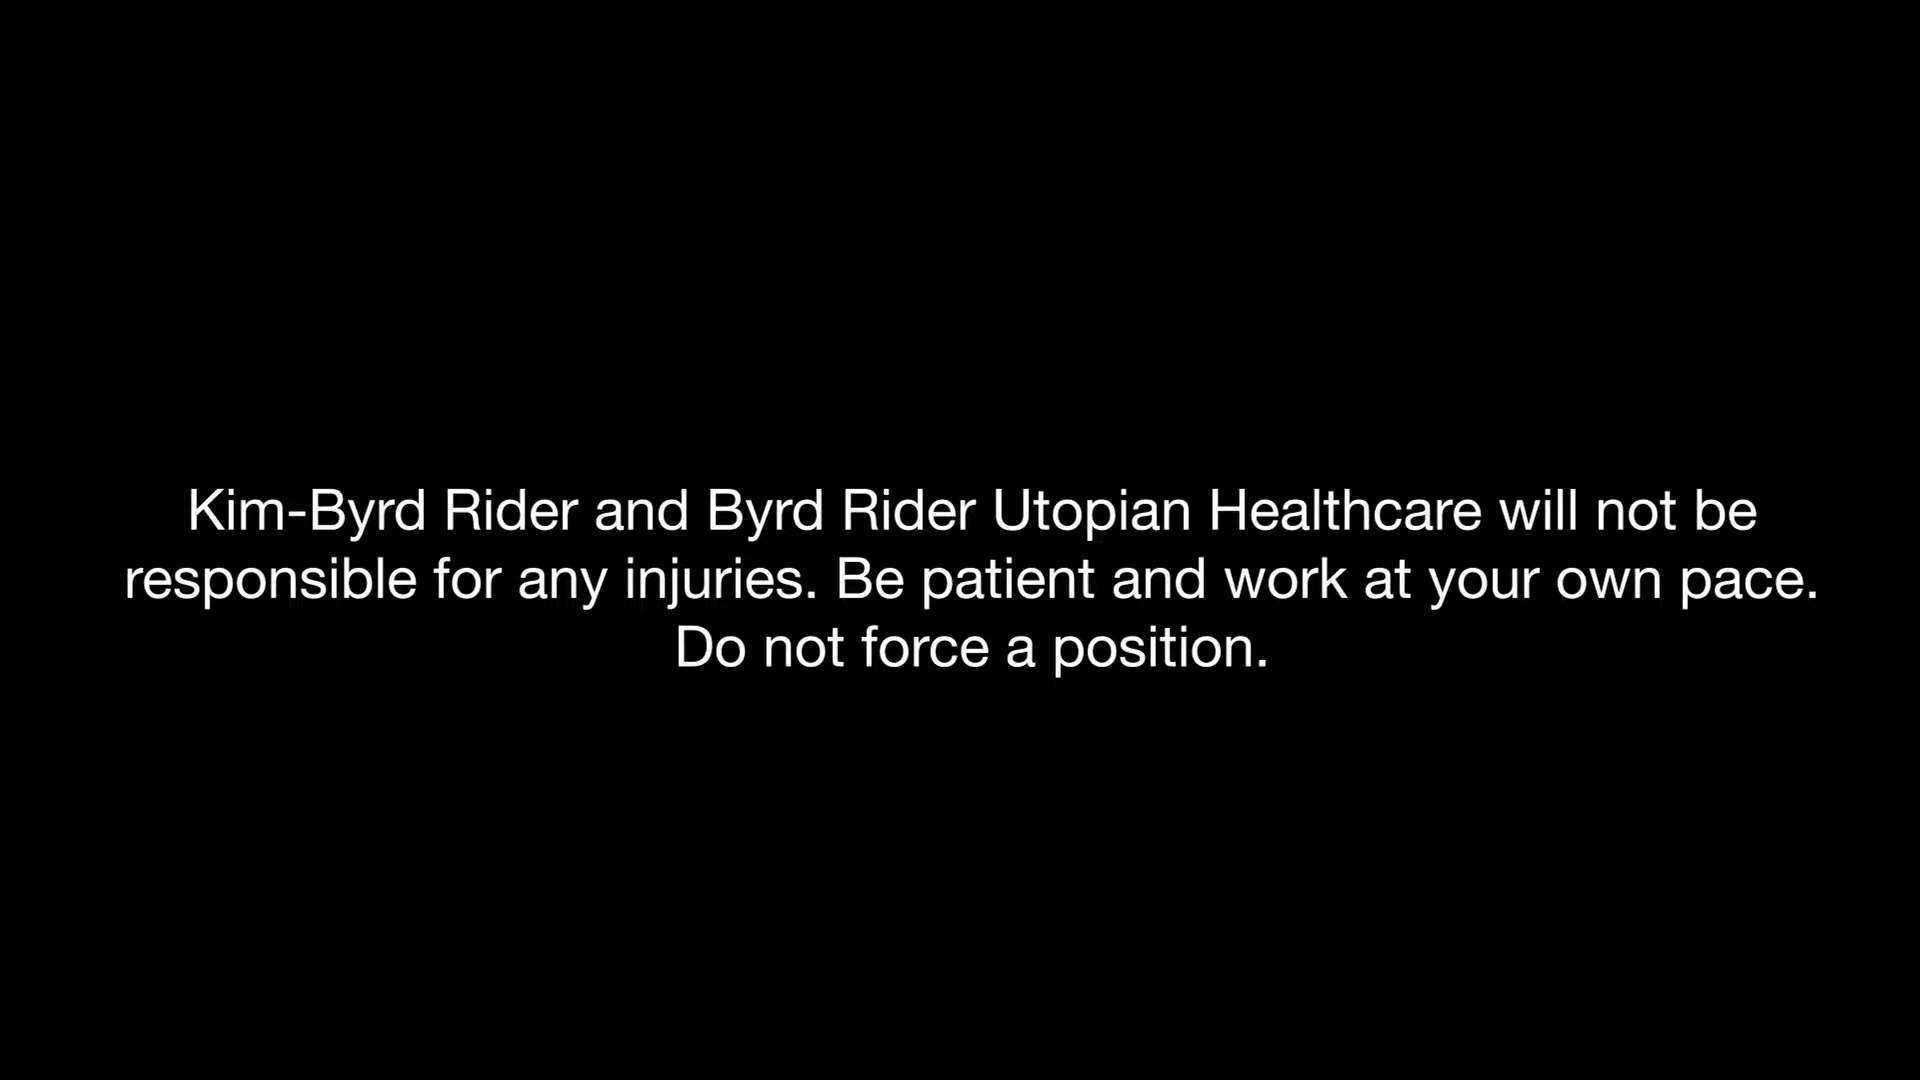 Kim-Byrd Rider and Byrd Rider Utopian Healthcare will not be
responsible for any injuries. Be patient and work at your own pace.
Do not force a position.